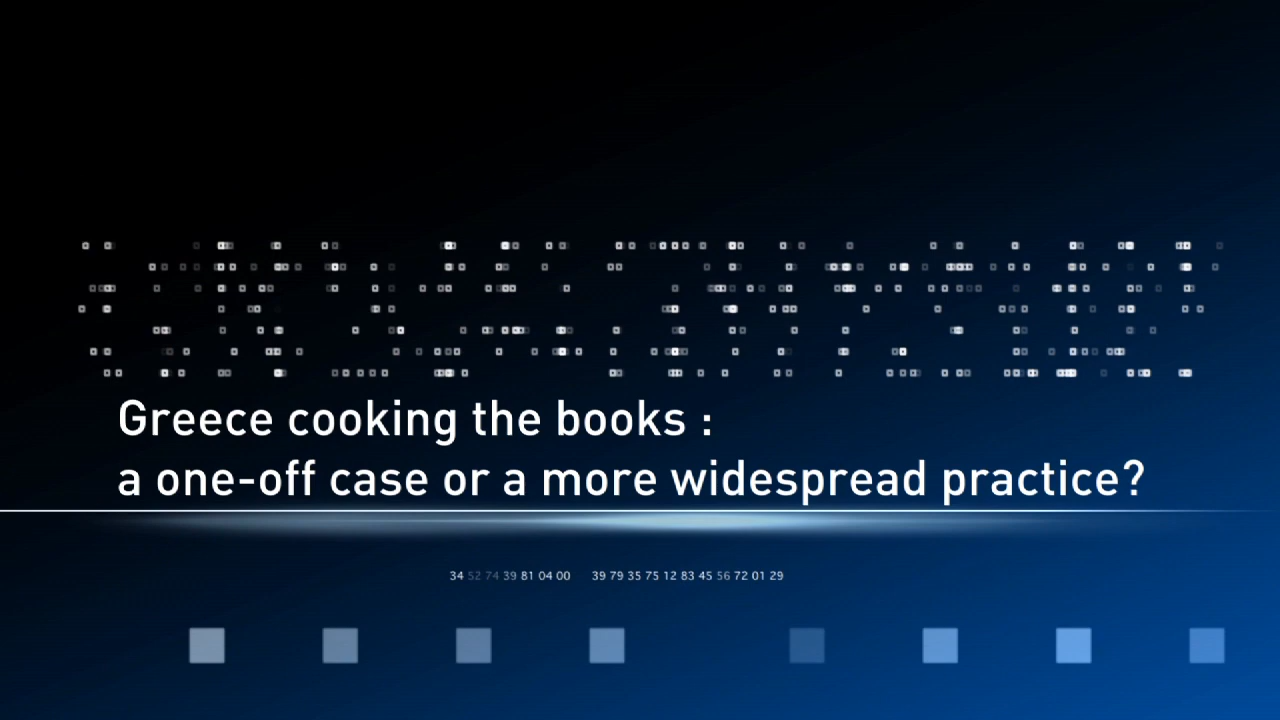 Greece cooking the books :
a one-off case or a more widespread practice?
34 52 74 39 81 04 00 39 79 35 75 12 83 45 56 72 01 29